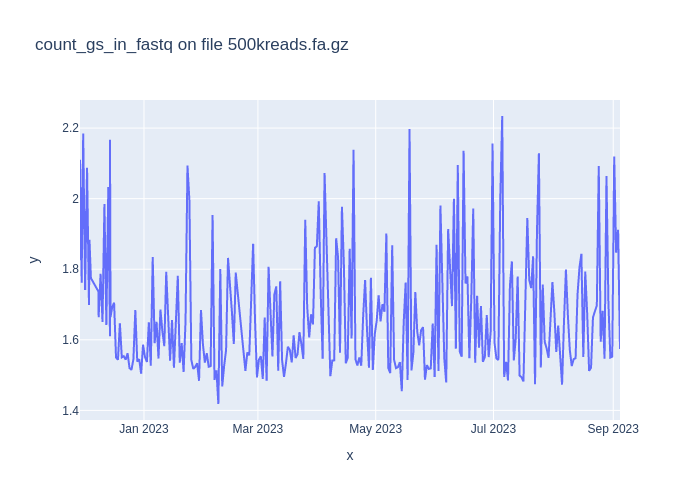 count_gs_in_fastq on file 500kreads.fa.gz
2.2
2
1.8
1.6
1.4
y
Jan 2023 Mar 2023 May 2023 Jul 2023 Sep 2023
x